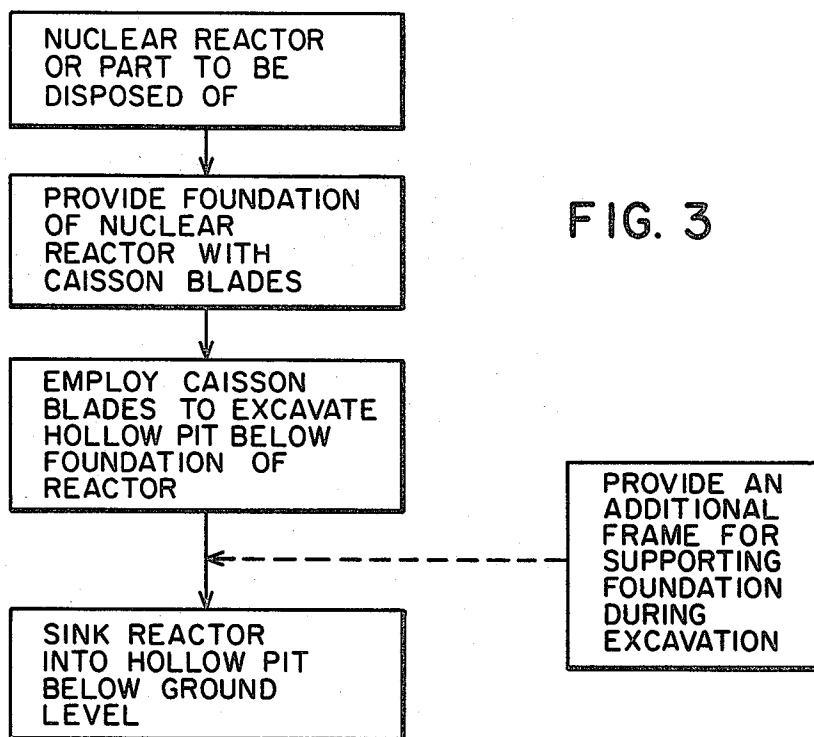 NUCLEAR REACTOR
OR PART TO BE
DISPOSED OF
PROVIDE FOUNDATION
OF NUCLEAR
REACTOR WITH
CAISSON BLADES
FIG. 3
EMPLOY CAISSON
BLADES TO EXCAVATE
HOLLOW PIT BELOW
FOUNDATION OF
REACTOR
PROVIDE AN
ADDITIONAL
FRAME FOR
SUPPORTING
FOUNDATION
DURING
EXCAVATION
SINK REACTOR
INTO HOLLOW PIT
BELOW GROUND
LEVEL